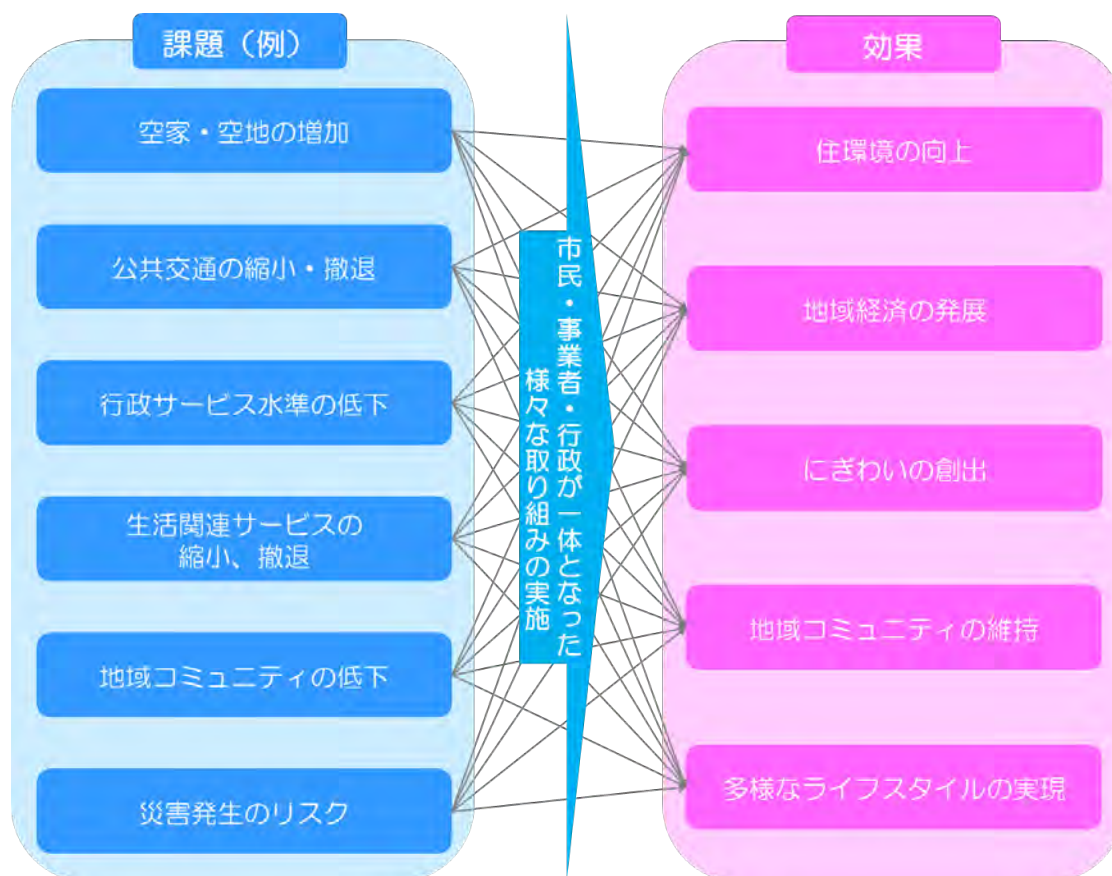 課題（例）
空家・空地の増加
公共交通の縮小・撤退
行政サービス水準の低下
生活関連サービスの
縮小、撤退
地域コミュニティの低下
災害発生のリスク
市民・事業者・行政が一体となった
様々な取り組みの実施
効果
住環境の向上
地域経済の発展
にぎわいの創出
地域コミュニティの維持
多様なライフスタイルの実現